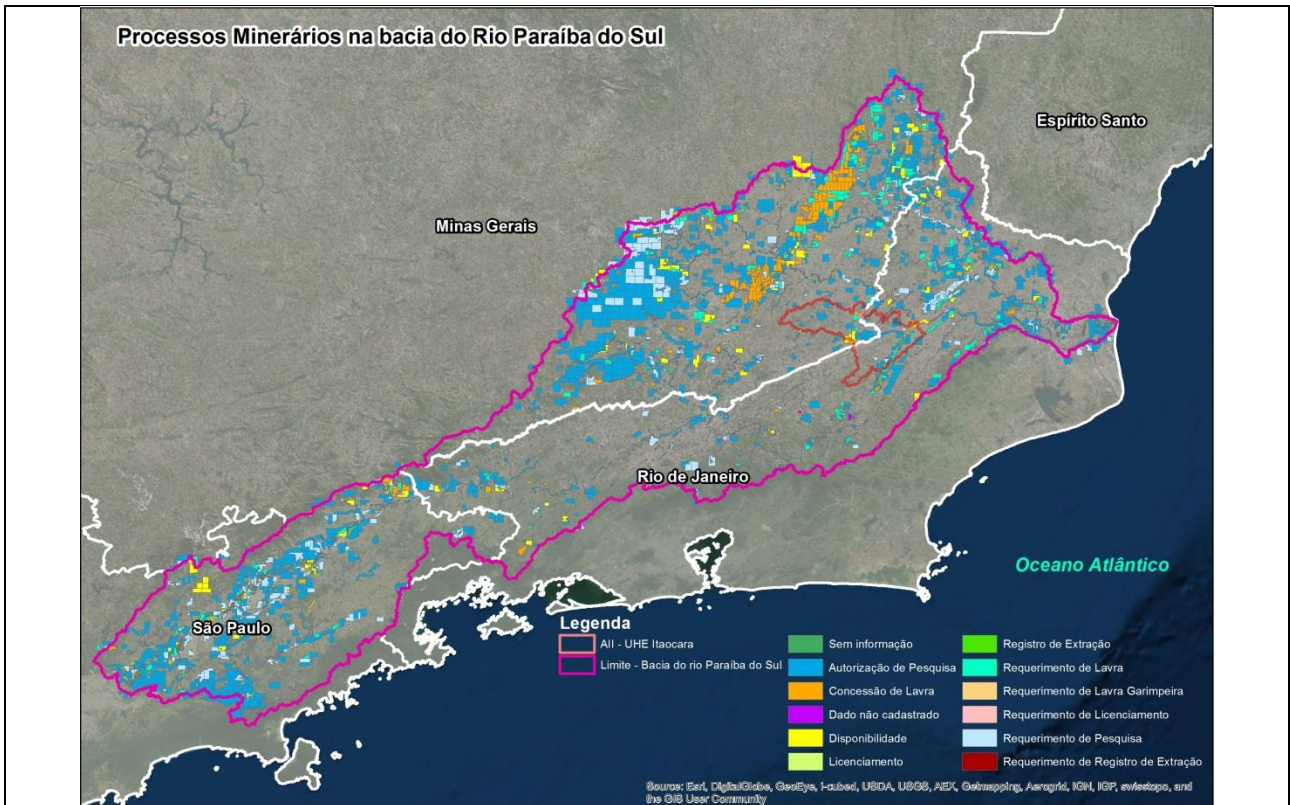 Processos Minerários na bacia do Rio Paraíba do Sul
Espírito Santo
Minas Gerais
Rio de Janeiro
Oceano Atlântico
São Paulo
Legenda
AII - UHE Itaocara
Limite - Bacia do rio Paraíba do Sul
Sem informação
Autorização de Pesquisa
Concessão de Lavra
Dado não cadastrado
Disponibilidade
Licenciamento
Registro de Extração
Requerimento de Lavra
Requerimento de Lavra Garimpeira
Requerimento de Licenciamento
Requerimento de Pesquisa
Requerimento de Registro de Extração
Source: Esri, DigitalGlobe, GeoEye, i-cubed, USDA, USGS, AEX, Getmapping, Aerogrid, IGN, IGP, swisstopo, and
the GIS User Community